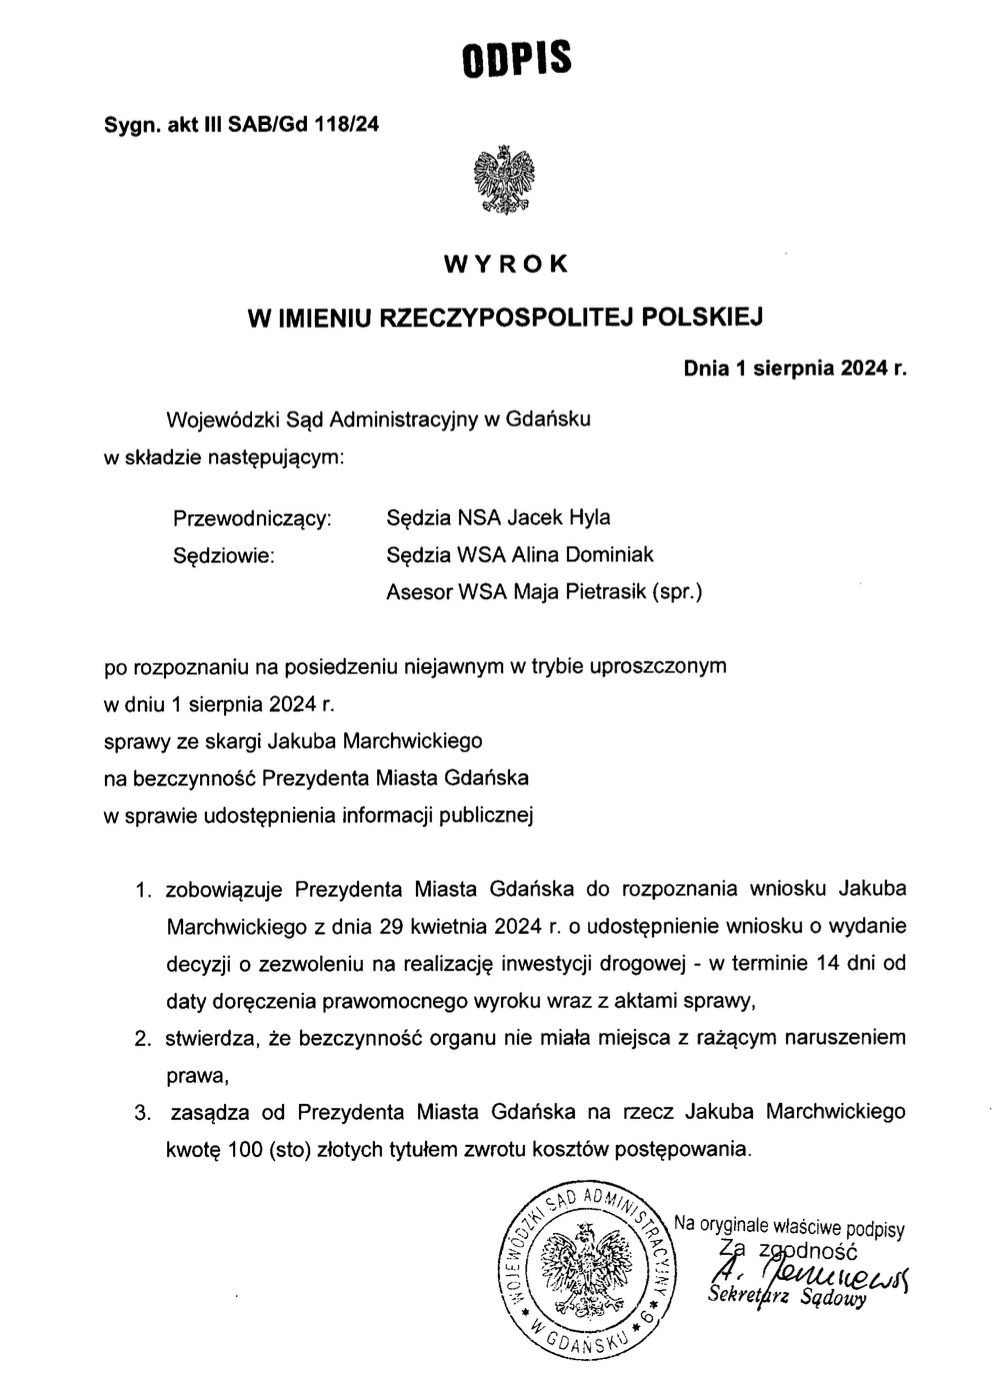 ODPIS
Sygn. akt III SAB/Gd 118/24
WYROK
W IMIENIU RZECZYPOSPOLITEJ POLSKIEJ
Dnia 1 sierpnia 2024 r.
Wojewódzki Sąd Administracyjny w Gdańsku
w składzie następującym:
Przewodniczący: Sędzia NSA Jacek Hyla
Sędziowie: Sędzia WSA Alina Dominiak
Asesor WSA Maja Pietrasik (spr.)
po rozpoznaniu na posiedzeniu niejawnym w trybie uproszczonym
w dniu 1 sierpnia 2024 r.
sprawy ze skargi Jakuba Marchwickiego
na bezczynność Prezydenta Miasta Gdańska
w sprawie udostępnienia informacji publicznej
1. zobowiązuje Prezydenta Miasta Gdańska do rozpoznania wniosku Jakuba
Marchwickiego z dnia 29 kwietnia 2024 r. o udostępnienie wniosku o wydanie
decyzji o zezwoleniu na realizację inwestycji drogowej - w terminie 14 dni od
daty doręczenia prawomocnego wyroku wraz z aktami sprawy,
2. stwierdza, że bezczynność organu nie miała miejsca z rażącym naruszeniem
prawa,
3. zasądza od Prezydenta Miasta Gdańska na rzecz Jakuba Marchwickiego
kwotę 100 (sto) złotych tytułem zwrotu kosztów postępowania.
WOJEWÓDZKI SĄD ADMINISTRACYJNY
* W GDAŃSKU * 9 *
Na oryginale właściwe podpisy
Za zgodność
A.
Sekretarz Sądowy